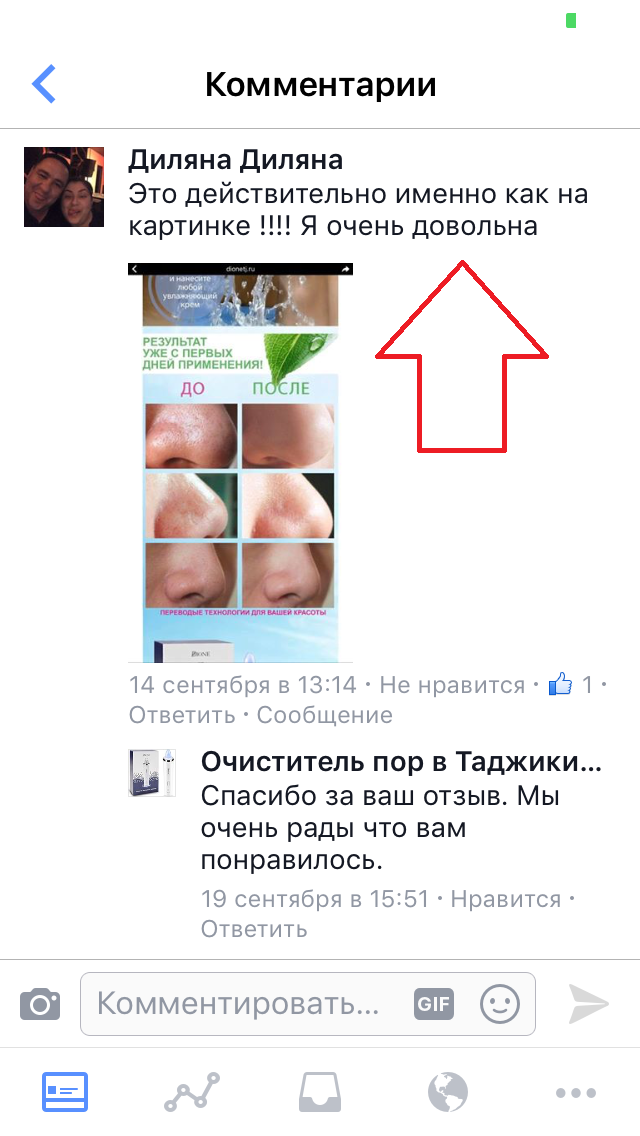 Комментарии
Диляна Диляна
Это действительно именно как на
картинке !!!! Я очень довольна
dionetj.ru
и нанесите
любой
увлажняющий
крем
РЕЗУЛЬТАТ
УЖЕ С ПЕРВЫХ
ДНЕЙ ПРИМЕНЕНИЯ!
ДО ПОСЛЕ
ПЕРЕВОДЫЕ ТЕХНОЛОГИИ ДЛЯ ВАШЕЙ КРАСОТЫ
DIONE
14 сентября в 13:14 · Не нравится · 1 ·
Ответить · Сообщение
Очиститель пор в Таджики...
Спасибо за ваш отзыв. Мы
очень рады что вам
понравилось.
19 сентября в 15:51 · Нравится ·
Ответить
Комментировать... GIF